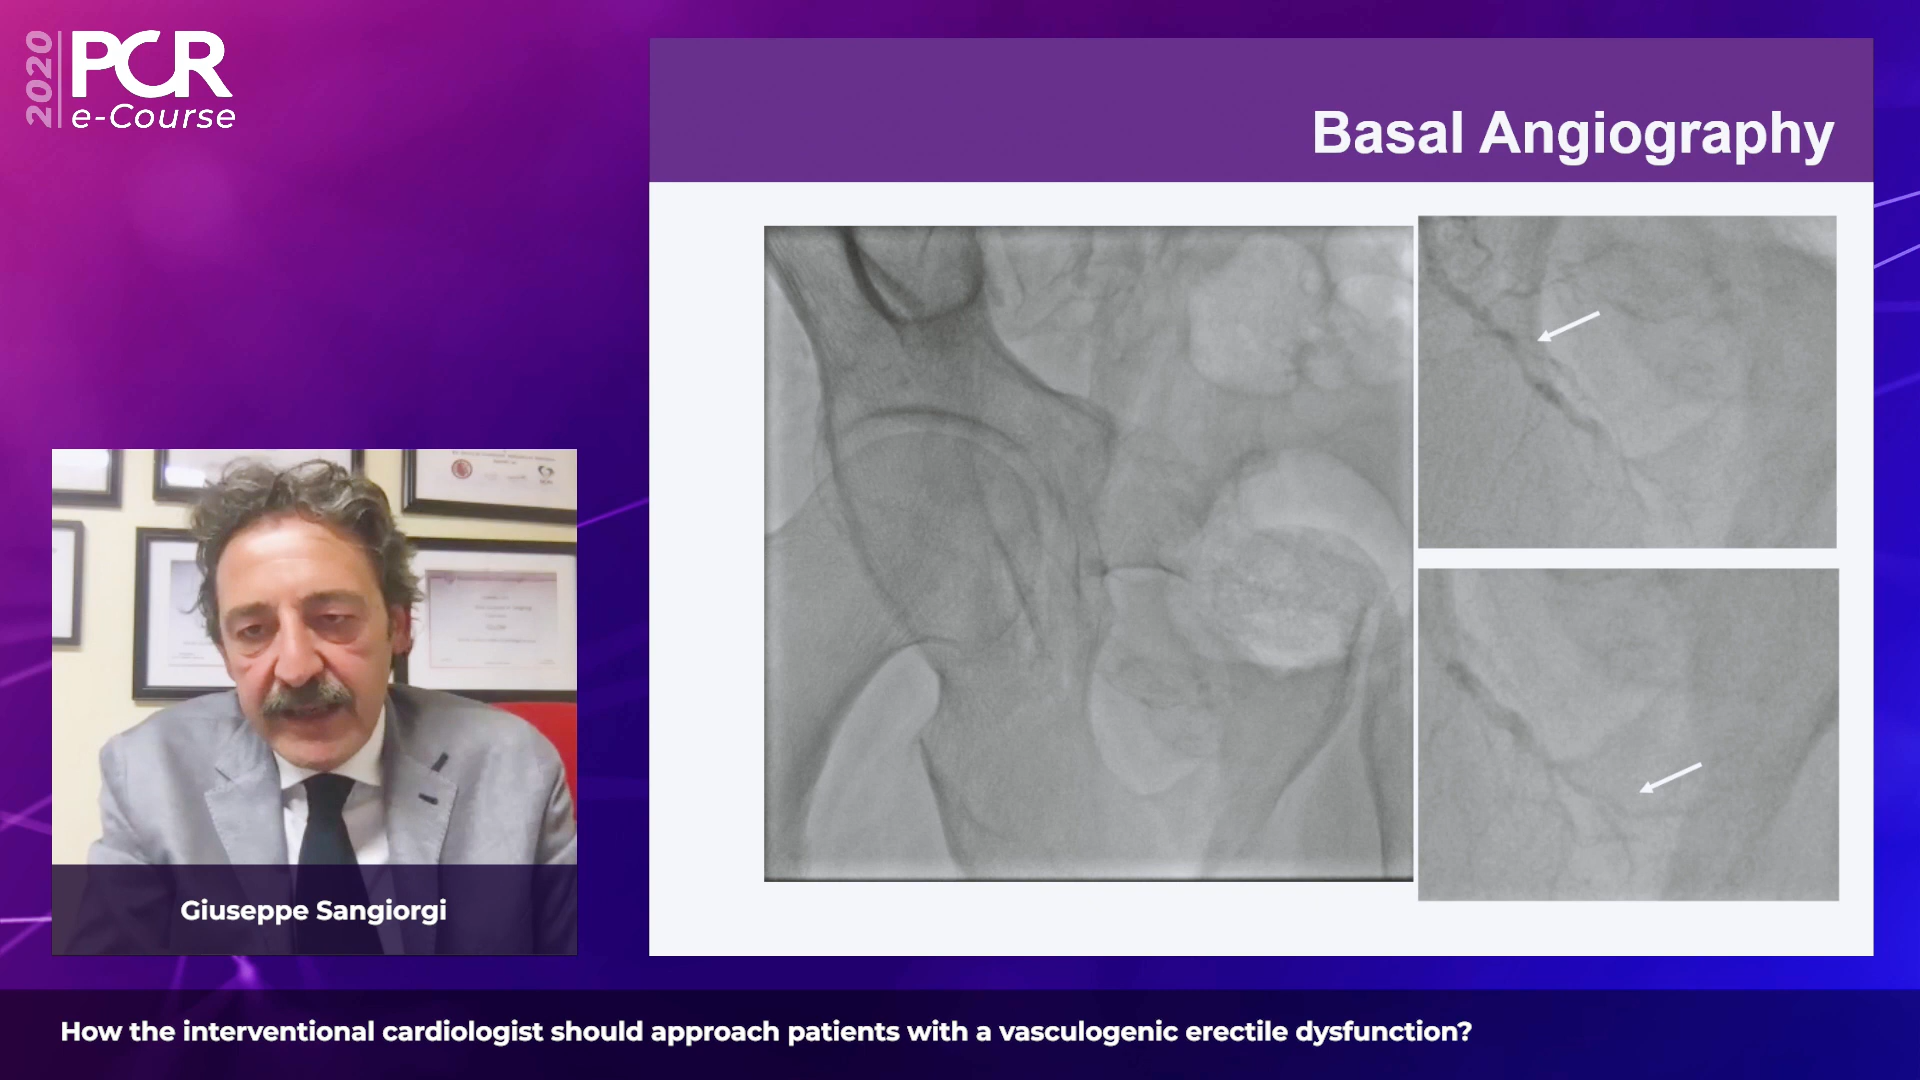 2020
PCR
e-Course
Basal Angiography
Giuseppe Sangiorgi
How the interventional cardiologist should approach patients with a vasculogenic erectile dysfunction?